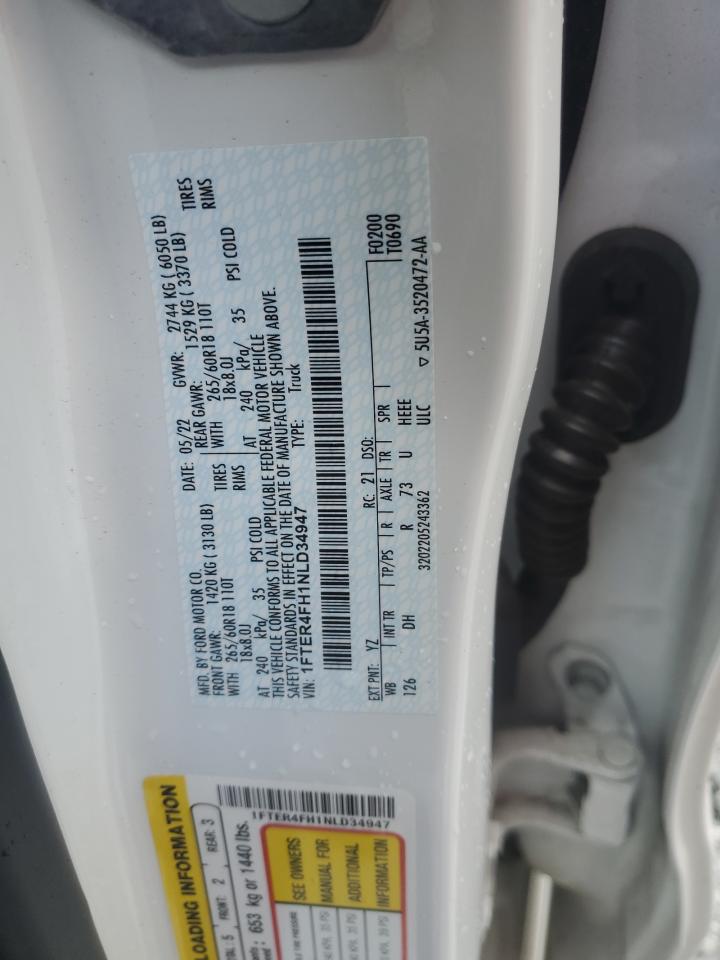 MFD. BY FORD MOTOR CO.
DATE: 05/22 GVWR: 2744 KG ( 6050 LB)
FRONT GAWR: 1420 KG ( 3130 LB) REAR GAWR: 1529 KG ( 3370 LB)
WITH 265/60R18 110T TIRES WITH 265/60R18 110T TIRES
18x8.0J RIMS 18x8.0J RIMS
AT 240 kPa/ 35 PSI COLD AT 240 kPa/ 35 PSI COLD
THIS VEHICLE CONFORMS TO ALL APPLICABLE FEDERAL MOTOR VEHICLE
SAFETY STANDARDS IN EFFECT ON THE DATE OF MANUFACTURE SHOWN ABOVE.
VIN: 1FTER4FH1NLD34947 TYPE: Truck
F0200
T0690
EXT PNT: YZ RC: 21 DSO:
WB INT TR TP/PS R AXLE TR SPR
126 DH R 73 U HEEE
ULC
3202205243362
▽ 5U5A-3520472-AA
LOADING INFORMATION
5 FRONT: 2 REAR: 3
653 kg or 1440 lbs.
1FTER4FH1NLD34947
SEE OWNERS
MANUAL FOR
ADDITIONAL
INFORMATION